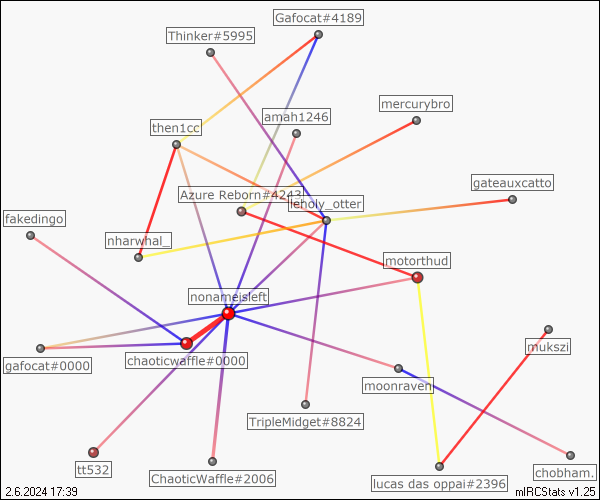 Gafocat#4189
Thinker#5995
mercurybro
amah1246
then1cc
gateauxcatto
Azure Reborn#4243
holy_otter
fakedingo
nharwhal_
motorthud
nonameisleft
mukszi
chaoticwaffle#0000
gafocat#0000
moonraven
TripleMidget#8824
tt532
ChaoticWaffle#2006
lucas das oppai#2396
chobham.
2.6.2024 17:39
mIRCStats v1.25